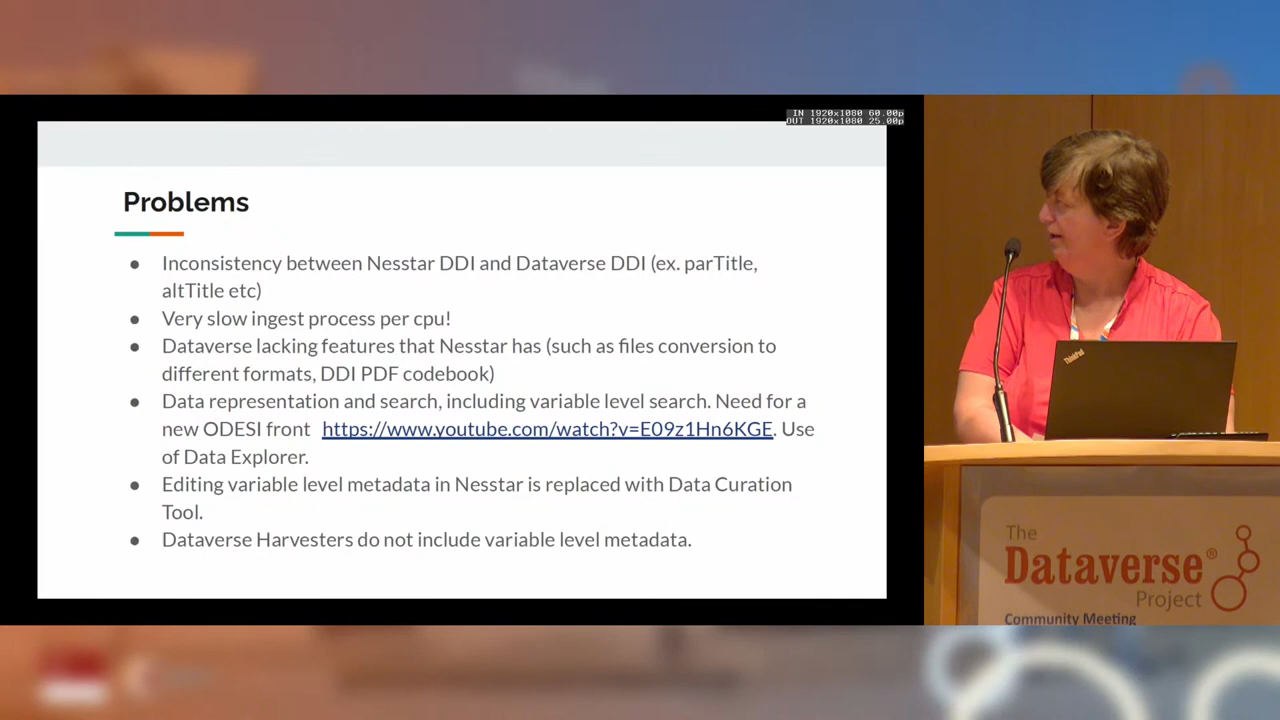 IN 1920x1080 60.00p
OUT 1920x1080 25.00p
Problems
● Inconsistency between Nesstar DDI and Dataverse DDI (ex. parTitle,
altTitle etc)
● Very slow ingest process per cpu!
● Dataverse lacking features that Nesstar has (such as files conversion to
different formats, DDI PDF codebook)
● Data representation and search, including variable level search. Need for a
new ODESI front https://www.youtube.com/watch?v=E09z1Hn6KGE. Use
of Data Explorer.
● Editing variable level metadata in Nesstar is replaced with Data Curation
Tool.
● Dataverse Harvesters do not include variable level metadata.
ThinkPad
The
Dataverse®
Project
Community Meeting